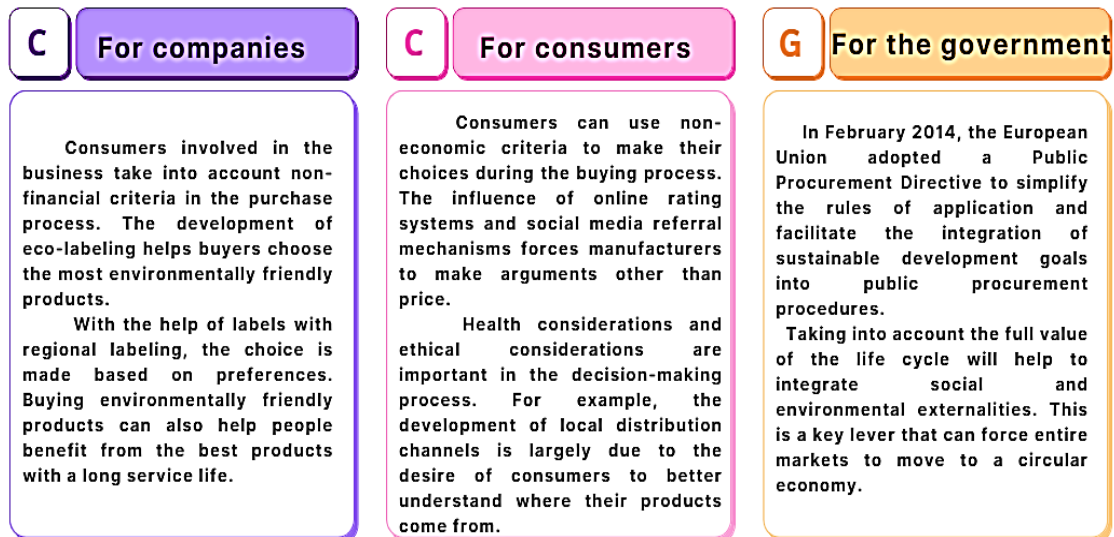 C
For companies
Consumers involved in the
business take into account non-
financial criteria in the purchase
process. The development of
eco-labeling helps buyers choose
the most environmentally friendly
products.
With the help of labels with
regional labeling, the choice is
made based on preferences.
Buying environmentally friendly
products can also help people
benefit from the best products
with a long service life.
C
For consumers
Consumers can use non-
economic criteria to make their
choices during the buying process.
The influence of online rating
systems and social media referral
mechanisms forces manufacturers
to make arguments other than
price.
Health considerations and
ethical considerations are
important in the decision-making
process. For example, the
development of local distribution
channels is largely due to the
desire of consumers to better
understand where their products
come from.
G
For the government
In February 2014, the European
Union adopted a Public
Procurement Directive to simplify
the rules of application and
facilitate the integration of
sustainable development goals
into public procurement
procedures.
Taking into account the full value
of the life cycle will help to
integrate social and
environmental externalities. This
is a key lever that can force entire
markets to move to a circular
economy.